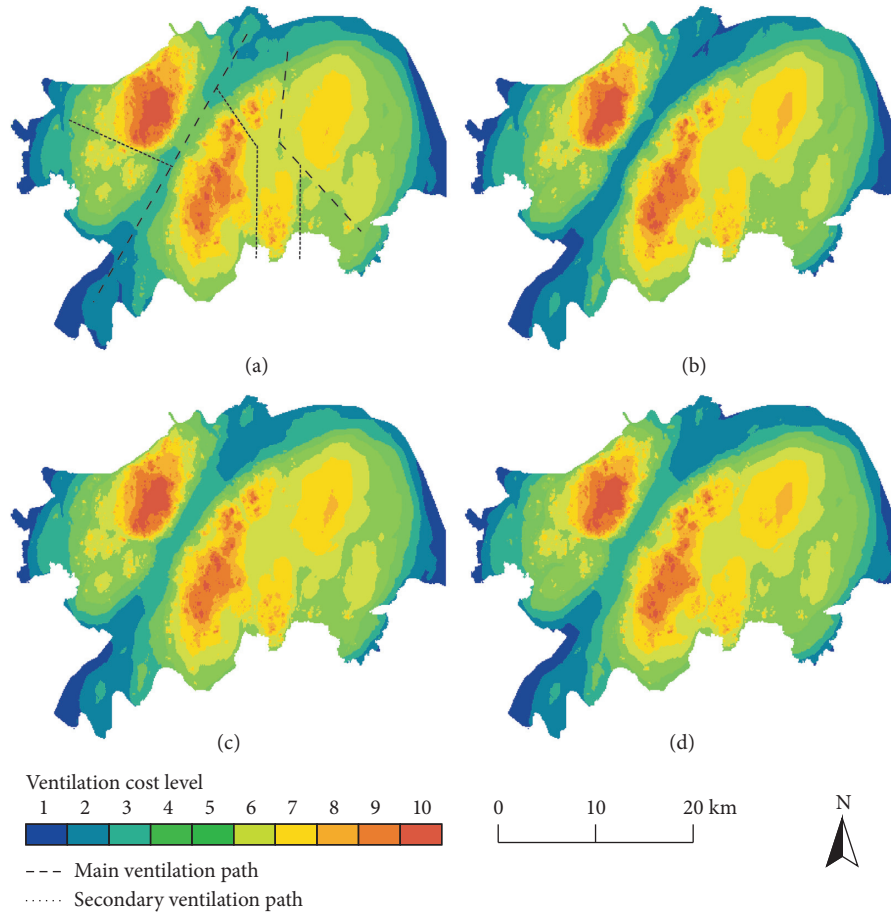 (a)
(b)
(c)
(d)
Ventilation cost level
1 2 3 4 5 6 7 8 9 10
0 10 20 km
N
Main ventilation path
Secondary ventilation path